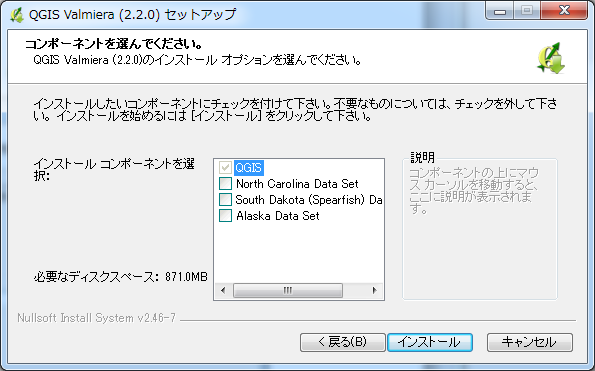 QGIS Valmiera (2.2.0) セットアップ
コンポーネントを選んでください。
QGIS Valmiera (2.2.0)のインストール オプションを選んでください。
インストールしたいコンポーネントにチェックを付けて下さい。不要なものについては、チェックを外して下さ
い。 インストールを始めるには [インストール] をクリックして下さい。
インストール コンポーネントを選
択:
QGIS
North Carolina Data Set
South Dakota (Spearfish) Da
Alaska Data Set
説明
コンポーネントの上にマウ
ス カーソルを移動すると、
ここに説明が表示されま
す。
必要なディスクスペース: 871.0MB
Nullsoft Install System v2.46-7
< 戻る(B)
インストール
キャンセル